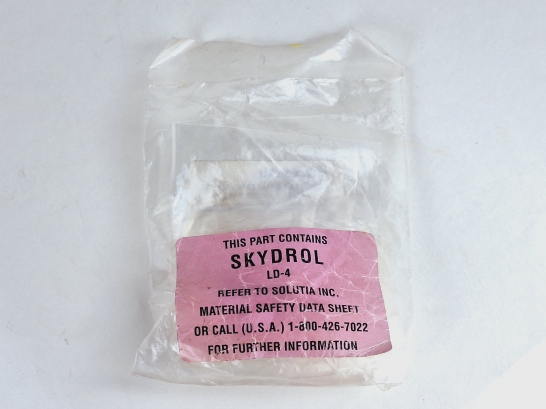 THIS PART CONTAINS
SKYDROL
LD-4
REFER TO SOLUTIA INC.
MATERIAL SAFETY DATA SHEET
OR CALL (U.S.A.) 1-800-426-7022
FOR FURTHER INFORMATION